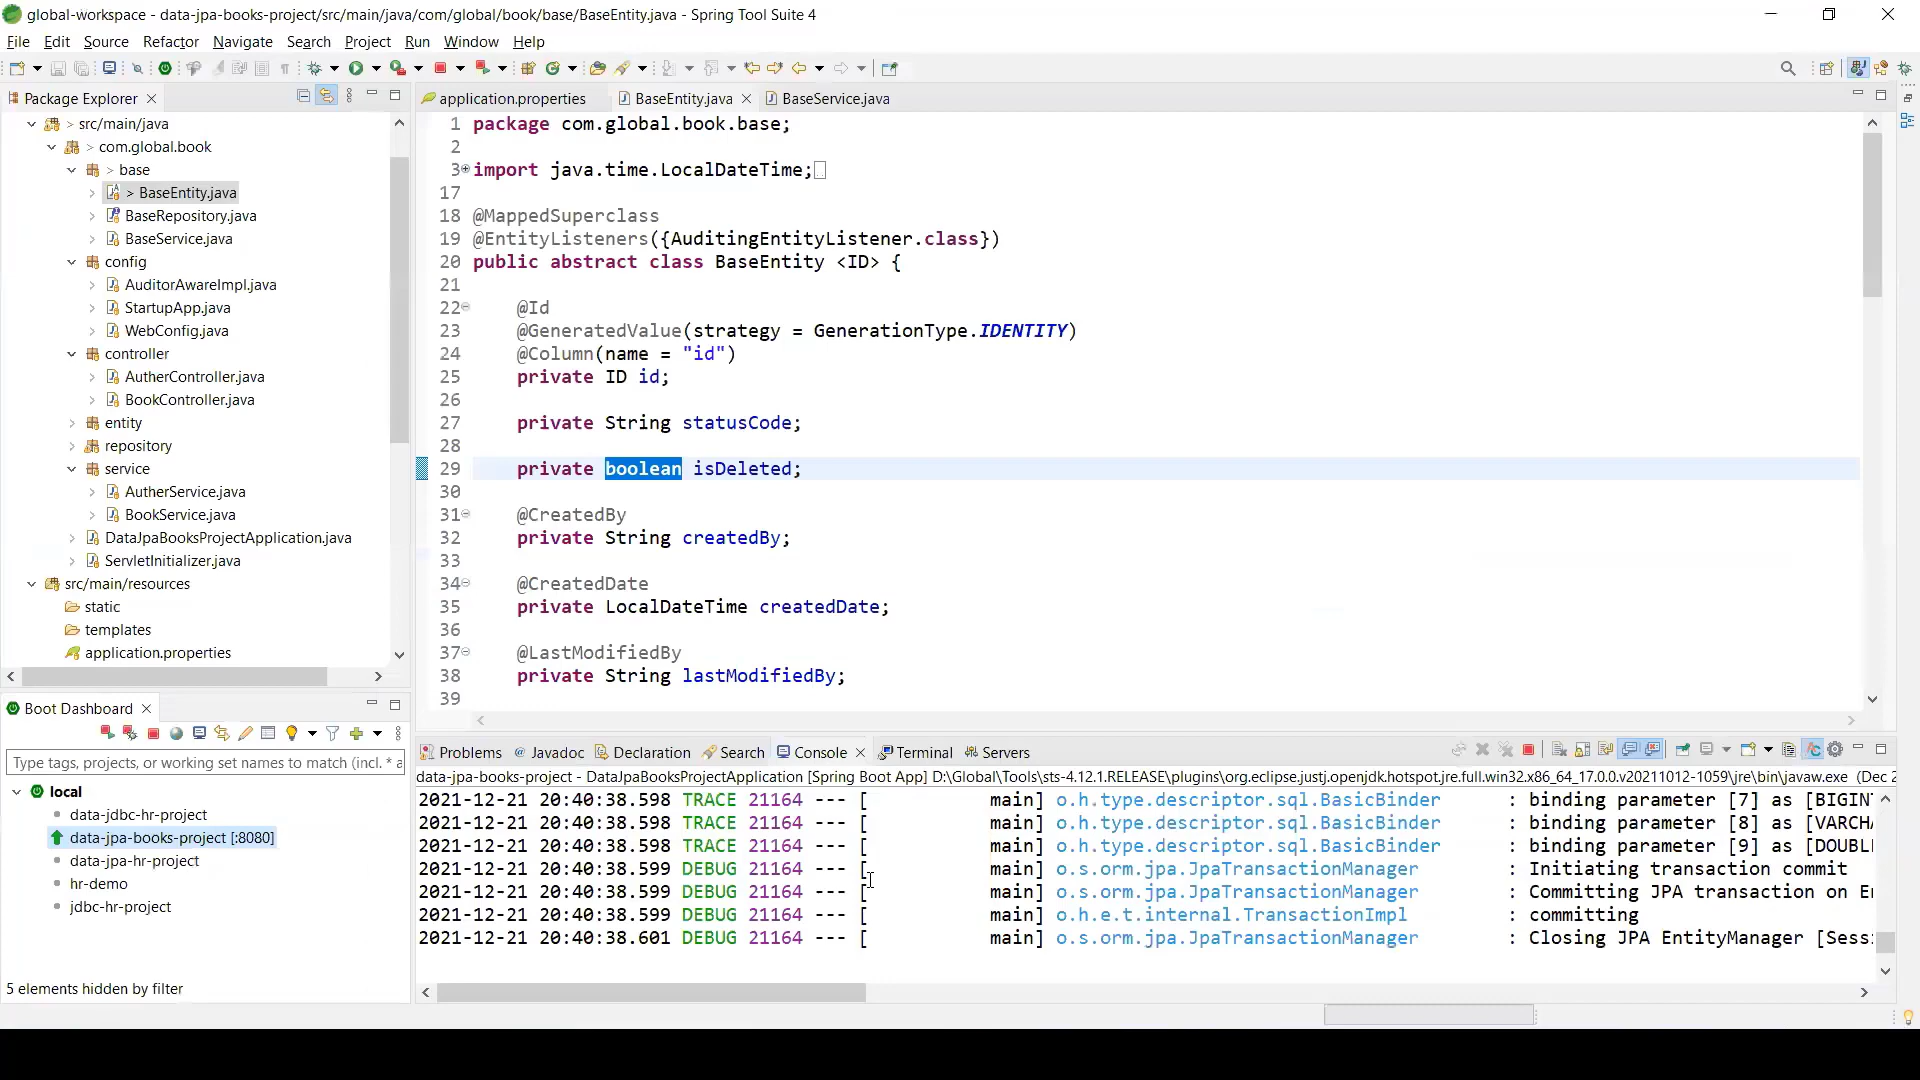 global-workspace - data-jpa-books-project/src/main/java/com/global/book/base/BaseEntity.java - Spring Tool Suite 4
File Edit Source Refactor Navigate Search Project Run Window Help
Package Explorer
> src/main/java
> com.global.book
> base
> BaseEntity.java
BaseRepository.java
BaseService.java
config
AuditorAwareImpl.java
StartupApp.java
WebConfig.java
controller
AutherController.java
BookController.java
entity
repository
service
AutherService.java
BookService.java
DataJpaBooksProjectApplication.java
ServletInitializer.java
src/main/resources
static
templates
application.properties
Boot Dashboard
Type tags, projects, or working set names to match (incl. * a
local
data-jdbc-hr-project
data-jpa-books-project [:8080]
data-jpa-hr-project
hr-demo
jdbc-hr-project
5 elements hidden by filter
application.properties BaseEntity.java BaseService.java
1 package com.global.book.base;
2
3 import java.time.LocalDateTime;
17
18 @MappedSuperclass
19 @EntityListeners({AuditingEntityListener.class})
20 public abstract class BaseEntity <ID> {
21
22 @Id
23 @GeneratedValue(strategy = GenerationType.IDENTITY)
24 @Column(name = "id")
25 private ID id;
26
27 private String statusCode;
28
29 private boolean isDeleted;
30
31 @CreatedBy
32 private String createdBy;
33
34 @CreatedDate
35 private LocalDateTime createdDate;
36
37 @LastModifiedBy
38 private String lastModifiedBy;
39
Problems Javadoc Declaration Search Console Terminal Servers
data-jpa-books-project - DataJpaBooksProjectApplication [Spring Boot App] D:\Global\Tools\sts-4.12.1.RELEASE\plugins\org.eclipse.justj.openjdk.hotspot.jre.full.win32.x86_64_17.0.0.v20211012-1059\jre\bin\javaw.exe (Dec 2
2021-12-21 20:40:38.598 TRACE 21164 --- [ main] o.h.type.descriptor.sql.BasicBinder : binding parameter [7] as [BIGIN
2021-12-21 20:40:38.598 TRACE 21164 --- [ main] o.h.type.descriptor.sql.BasicBinder : binding parameter [8] as [VARCHA
2021-12-21 20:40:38.598 TRACE 21164 --- [ main] o.h.type.descriptor.sql.BasicBinder : binding parameter [9] as [DOUBL
2021-12-21 20:40:38.599 DEBUG 21164 --- [ main] o.s.orm.jpa.JpaTransactionManager : Initiating transaction commit
2021-12-21 20:40:38.599 DEBUG 21164 --- [ main] o.s.orm.jpa.JpaTransactionManager : Committing JPA transaction on E
2021-12-21 20:40:38.599 DEBUG 21164 --- [ main] o.h.e.t.internal.TransactionImpl : committing
2021-12-21 20:40:38.601 DEBUG 21164 --- [ main] o.s.orm.jpa.JpaTransactionManager : Closing JPA EntityManager [Sess